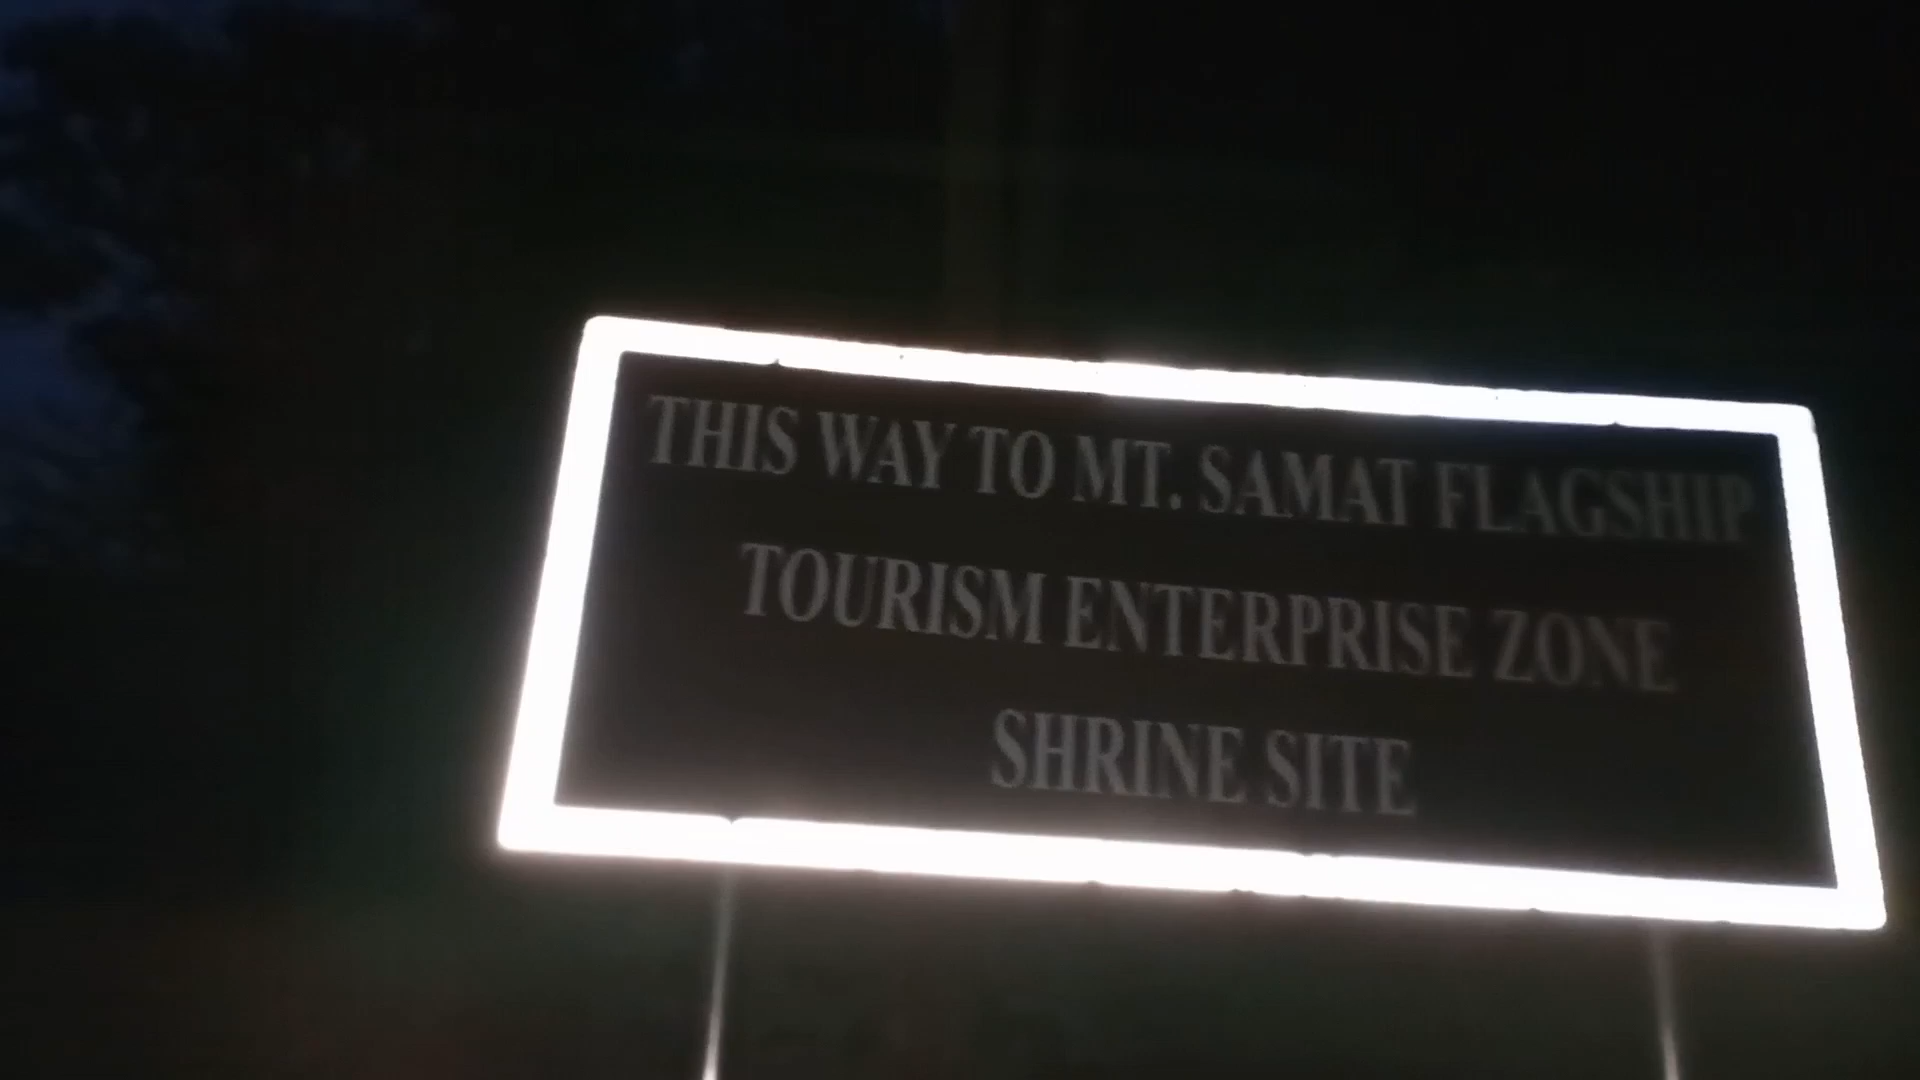 THIS WAY TO MT. SAMAT FLAGSHIP
TOURISM ENTERPRISE ZONE
SHRINE SITE